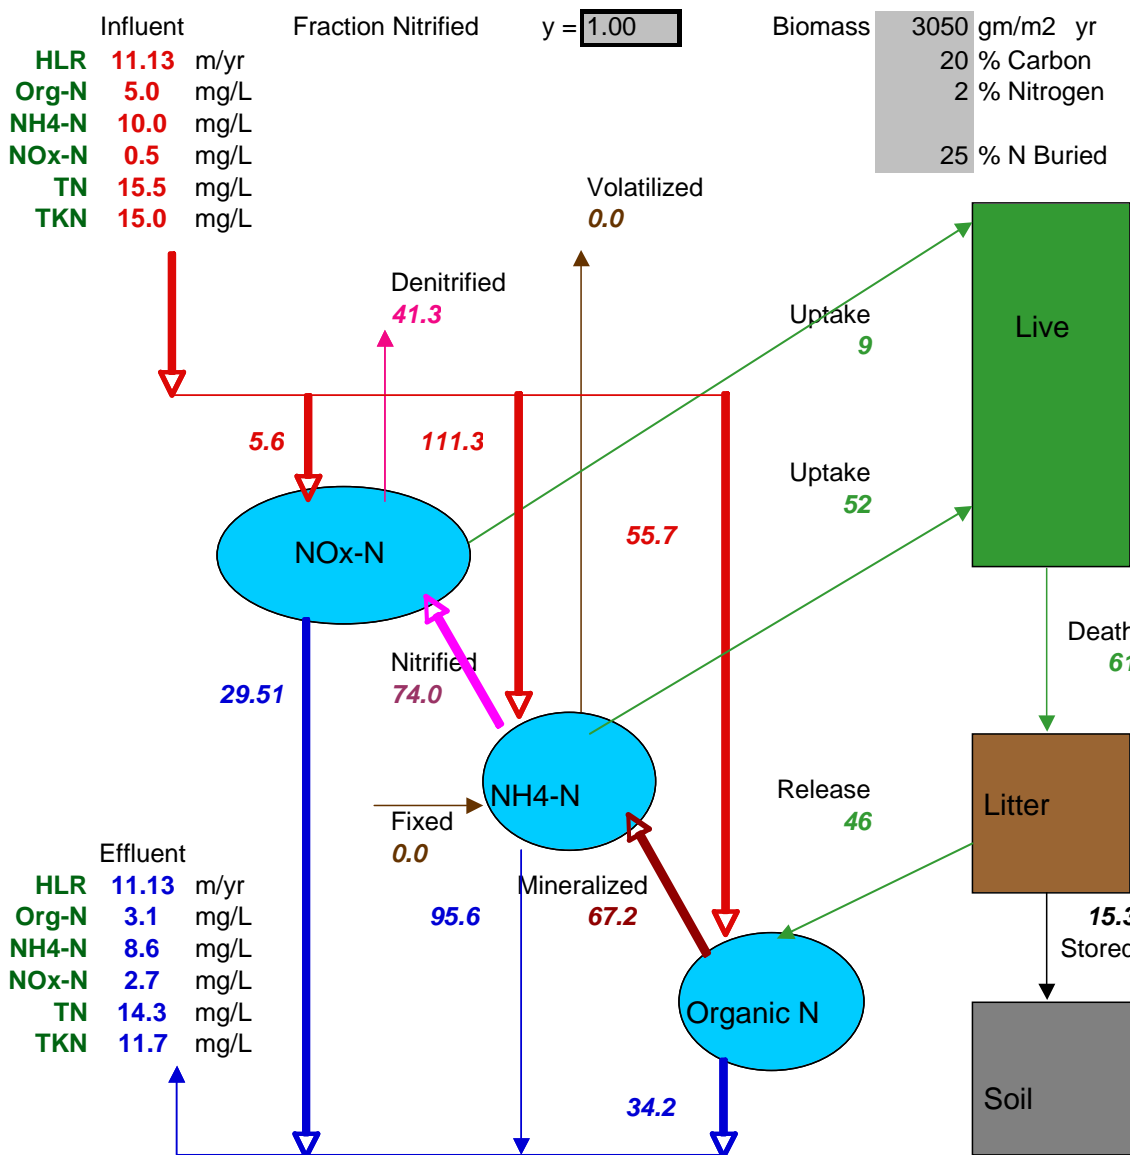 Influent Fraction Nitrified y = 1.00 Biomass 3050 gm/m2 yr
HLR 11.13 m/yr 20 % Carbon
Org-N 5.0 mg/L 2 % Nitrogen
NH4-N 10.0 mg/L
NOx-N 0.5 mg/L 25 % N Buried
TN 15.5 mg/L Volatilized
TKN 15.0 mg/L 0.0
Denitrified
41.3
Uptake
9
Live
5.6 111.3
Uptake
52
55.7
NOx-N
Death
61
Nitrified
29.51 74.0
NH4-N
Release
46
Litter
Fixed
0.0
Effluent
HLR 11.13 m/yr
Org-N 3.1 mg/L
NH4-N 8.6 mg/L
NOx-N 2.7 mg/L
TN 14.3 mg/L
TKN 11.7 mg/L
Mineralized
95.6 67.2
15.3
Stored
Organic N
34.2
Soil